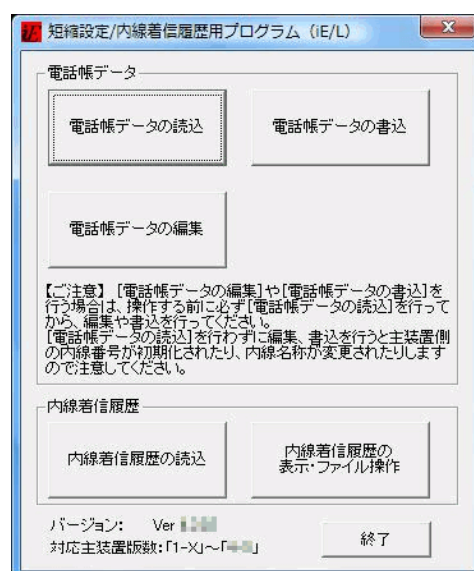 短縮設定/内線着信履歴用プログラム (iE/L)
電話帳データ
電話帳データの読込
電話帳データの書込
電話帳データの編集
【ご注意】 [電話帳データの編集]や[電話帳データの書込]を
行う場合は、操作する前に必ず[電話帳データの読込]を行って
から、編集や書込を行ってください。
[電話帳データの読込]を行わずに編集、書込を行うと主装置側
の内線番号が初期化されたり、内線名称が変更されたりします
ので注意してください。
内線着信履歴
内線着信履歴の読込
内線着信履歴の
表示・ファイル操作
バージョン: Ver
対応主装置版数:「1-X」~「 」
終了